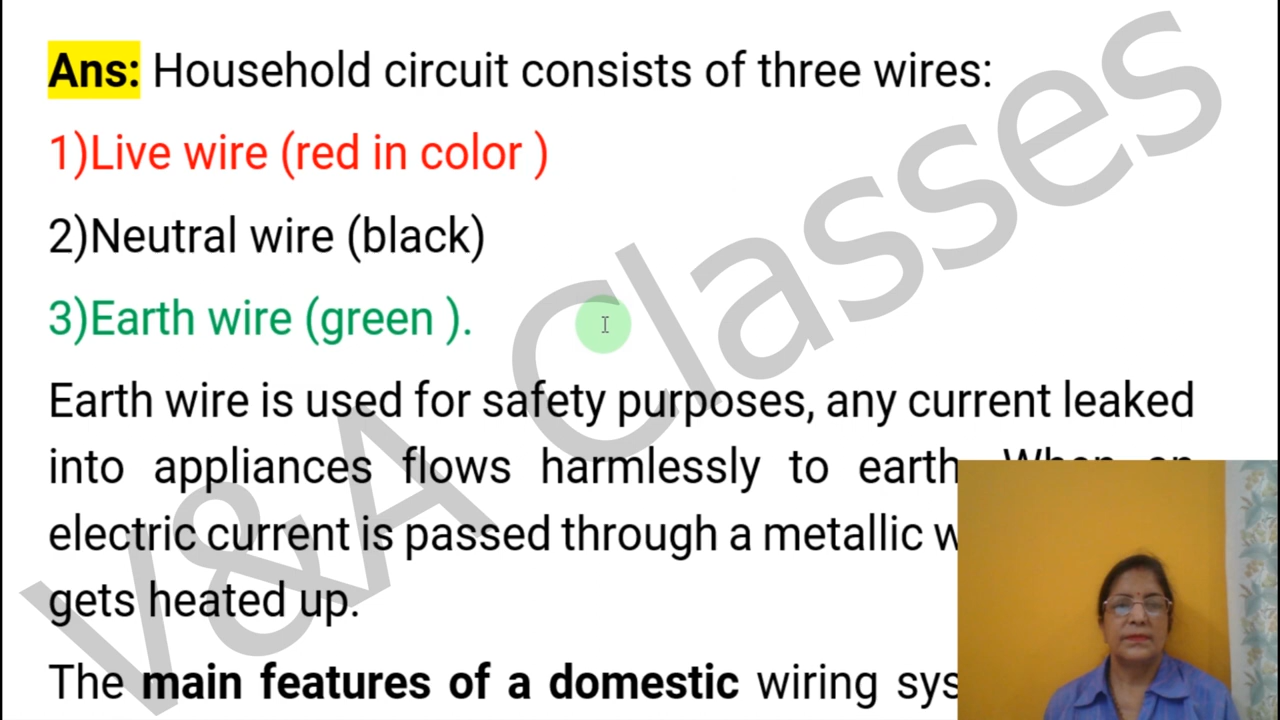 Ans: Household circuit consists of three wires:
1)Live wire (red in color )
2)Neutral wire (black)
3)Earth wire (green ).
Earth wire is used for safety purposes, any current leaked
into appliances flows harmlessly to earth
electric current is passed through a metallic
gets heated up.
The main features of a domestic wiring
V&A Classes